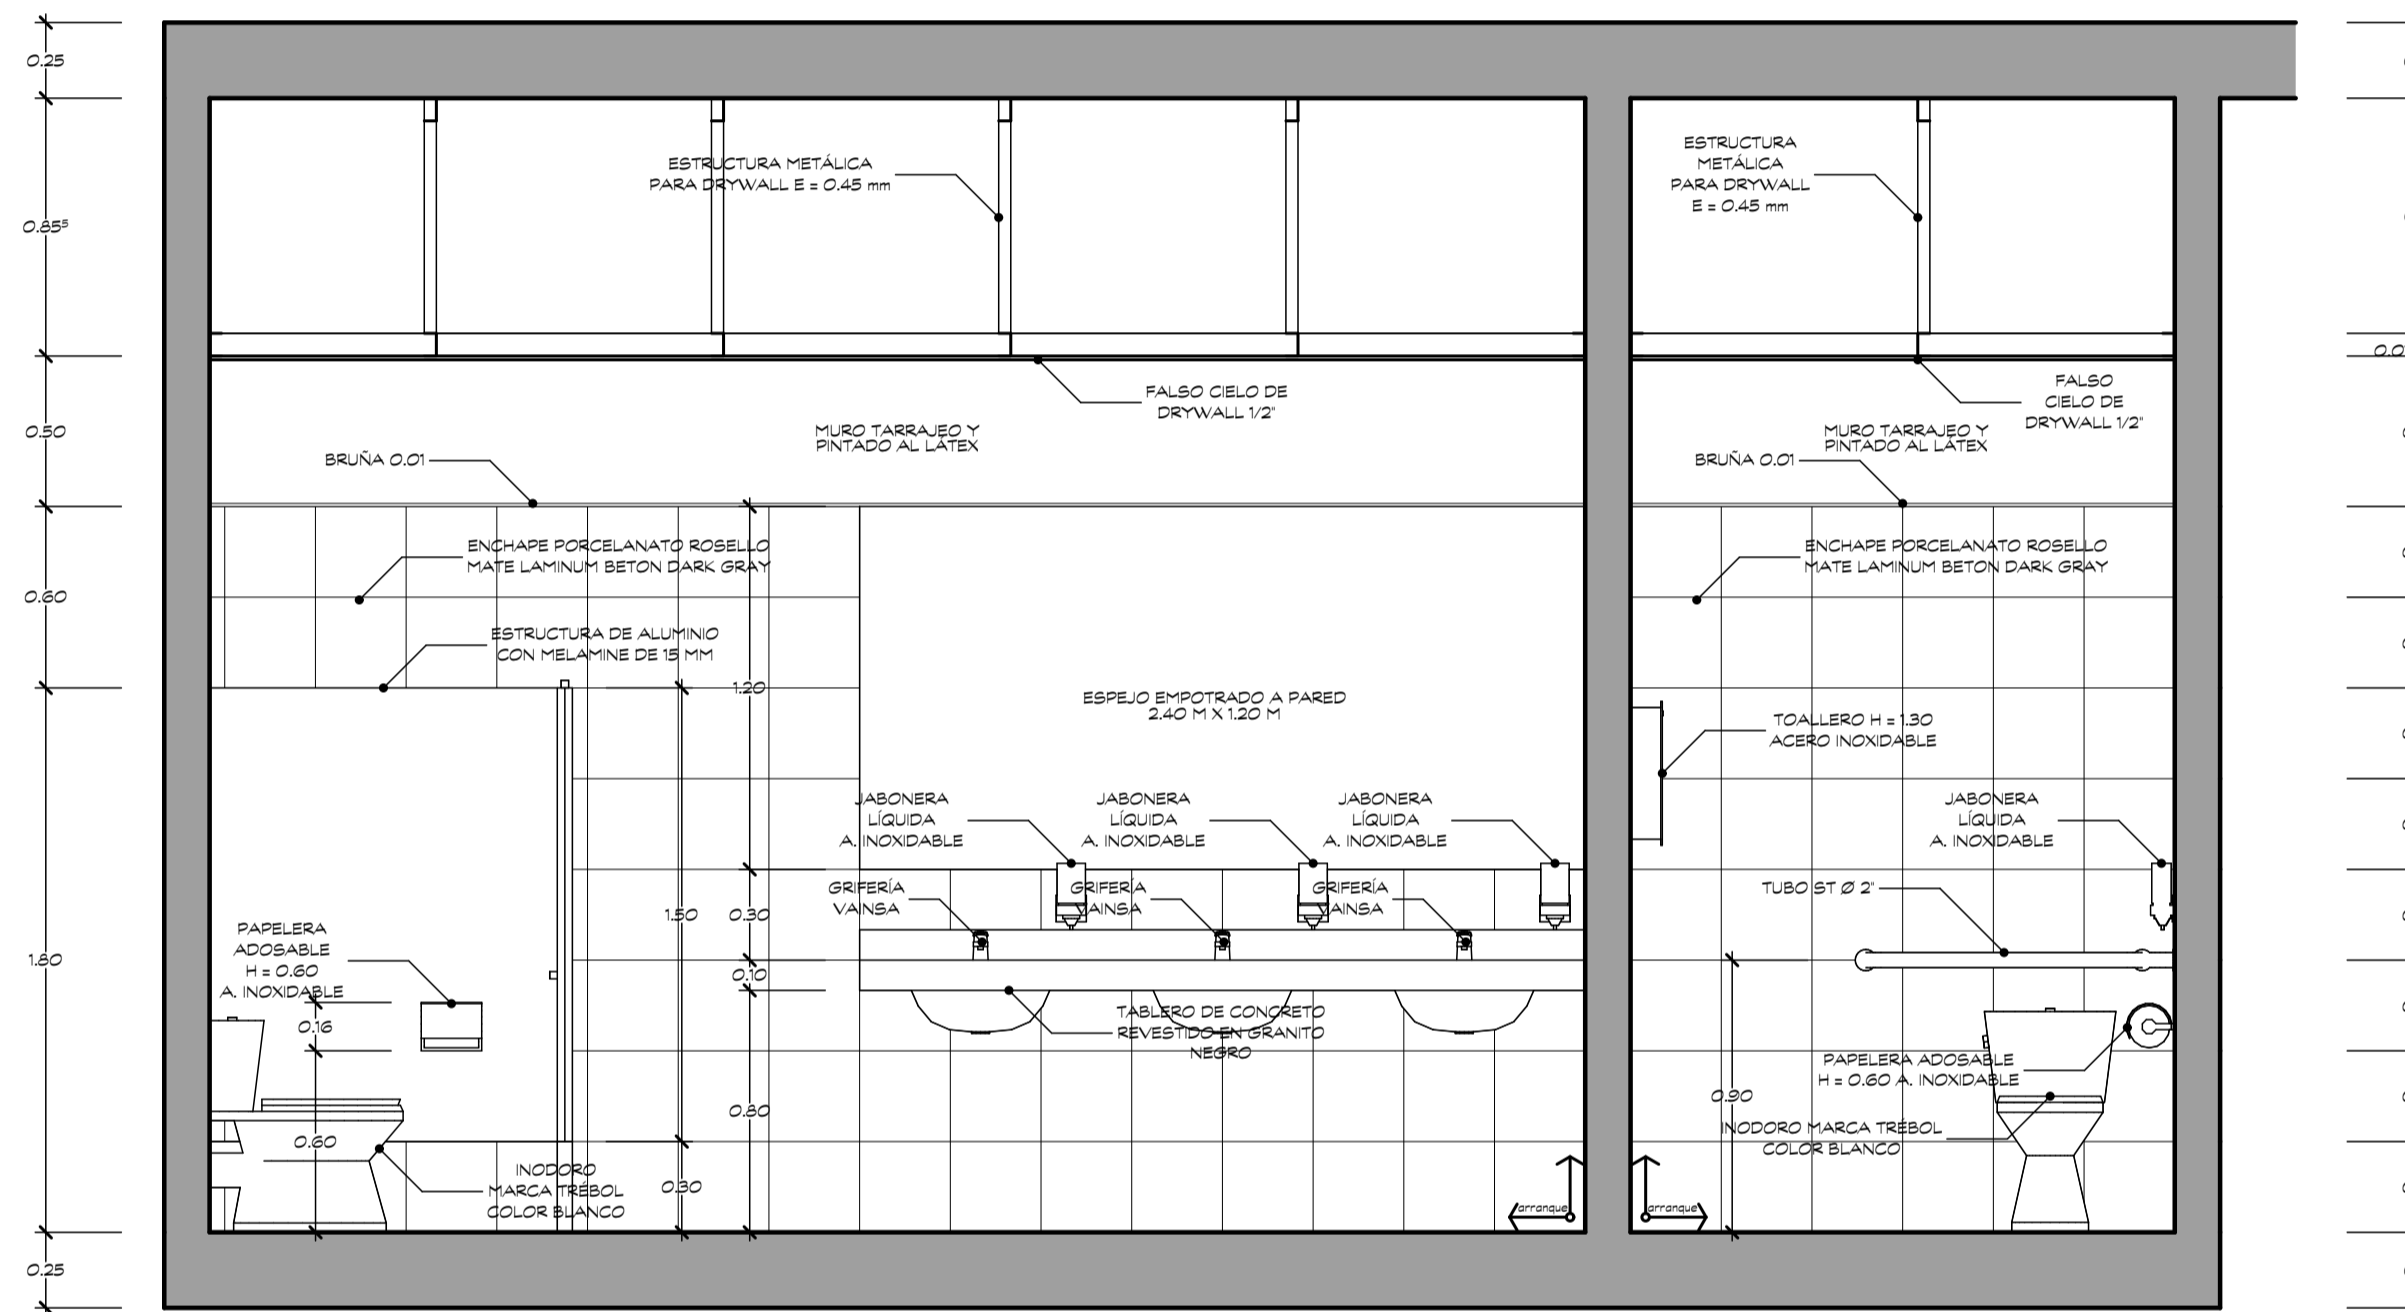 0.25
0.85⁵
0.50
0.60
1.80
0.25
ESTRUCTURA METÁLICA
PARA DRYWALL E = 0.45 mm
ESTRUCTURA
METÁLICA
PARA DRYWALL
E = 0.45 mm
FALSO CIELO DE
DRYWALL 1/2"
MURO TARRAJEO Y
PINTADO AL LÁTEX
BRUÑA 0.01
FALSO
CIELO DE
DRYWALL 1/2"
MURO TARRAJEO Y
PINTADO AL LÁTEX
BRUÑA 0.01
ENCHAPE PORCELANATO ROSELLO
MATE LAMINUM BETON DARK GRAY
ENCHAPE PORCELANATO ROSELLO
MATE LAMINUM BETON DARK GRAY
ESTRUCTURA DE ALUMINIO
CON MELAMINE DE 15 MM
1.20
ESPEJO EMPOTRADO A PARED
2.40 M X 1.20 M
TOALLERO H = 1.30
ACERO INOXIDABLE
JABONERA
LÍQUIDA
A. INOXIDABLE
JABONERA
LÍQUIDA
A. INOXIDABLE
JABONERA
LÍQUIDA
A. INOXIDABLE
JABONERA
LÍQUIDA
A. INOXIDABLE
GRIFERÍA
VAINSA
GRIFERÍA
VAINSA
GRIFERÍA
VAINSA
TUBO ST Ø 2"
1.50
0.30
PAPELERA
ADOSABLE
H = 0.60
A. INOXIDABLE
0.10
0.16
TABLERO DE CONCRETO
REVESTIDO EN GRANITO
NEGRO
PAPELERA ADOSABLE
H = 0.60 A. INOXIDABLE
0.90
0.80
0.60
INODORO MARCA TRÉBOL
COLOR BLANCO
INODORO
MARCA TRÉBOL
COLOR BLANCO
0.30
arranque
arranque